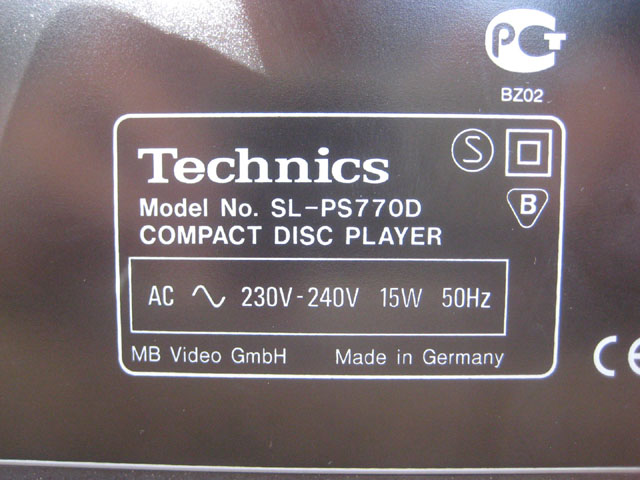 PCT
BZ02
Technics
S
Model No. SL-PS770D
B
COMPACT DISC PLAYER
AC 230V-240V 15W 50Hz
MB Video GmbH Made in Germany
CE